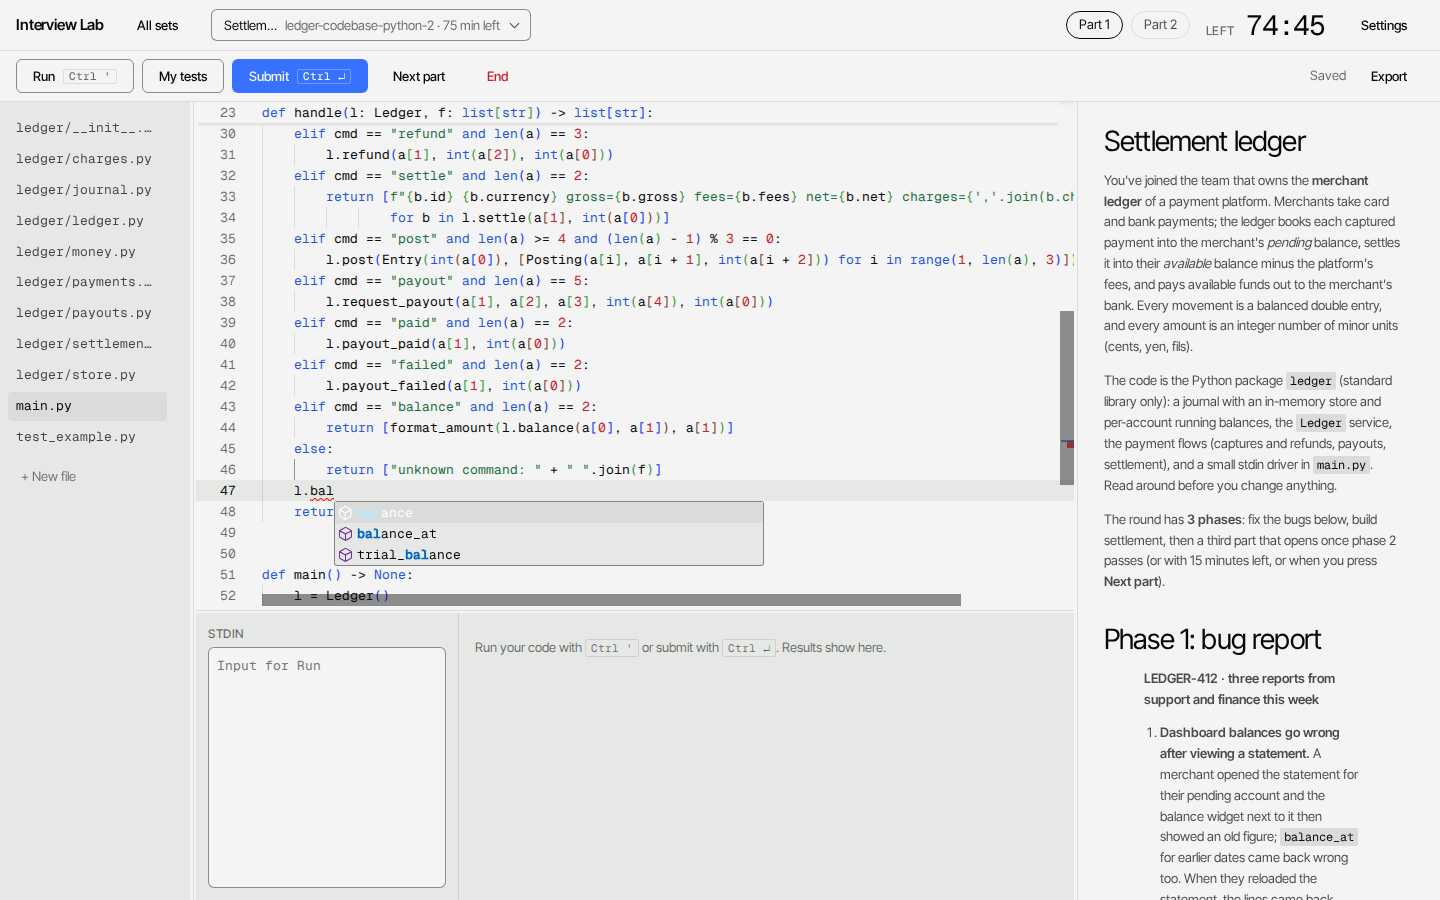 Interview Lab
All sets
Settlem... ledger-codebase-python-2 · 75 min left
Part 1
Part 2
LEFT 74:45
Settings
Run Ctrl '
My tests
Submit Ctrl ↵
Next part
End
Saved
Export
ledger/__init__.…
ledger/charges.py
ledger/journal.py
ledger/ledger.py
ledger/money.py
ledger/payments.…
ledger/payouts.py
ledger/settlemen…
ledger/store.py
main.py
test_example.py
+ New file
23 def handle(l: Ledger, f: list[str]) -> list[str]:
30 elif cmd == "refund" and len(a) == 3:
31 l.refund(a[1], int(a[2]), int(a[0]))
32 elif cmd == "settle" and len(a) == 2:
33 return [f"{b.id} {b.currency} gross={b.gross} fees={b.fees} net={b.net} charges={','.join(b.ch
34 for b in l.settle(a[1], int(a[0]))]
35 elif cmd == "post" and len(a) >= 4 and (len(a) - 1) % 3 == 0:
36 l.post(Entry(int(a[0]), [Posting(a[i], a[i + 1], int(a[i + 2])) for i in range(1, len(a), 3)])
37 elif cmd == "payout" and len(a) == 5:
38 l.request_payout(a[1], a[2], a[3], int(a[4]), int(a[0]))
39 elif cmd == "paid" and len(a) == 2:
40 l.payout_paid(a[1], int(a[0]))
41 elif cmd == "failed" and len(a) == 2:
42 l.payout_failed(a[1], int(a[0]))
43 elif cmd == "balance" and len(a) == 2:
44 return [format_amount(l.balance(a[0], a[1]), a[1])]
45 else:
46 return ["unknown command: " + " ".join(f)]
47 l.bal
48 retur
balance
balance_at
trial_balance
49
50
51 def main() -> None:
52 l = Ledger()
STDIN
Input for Run
Run your code with Ctrl ' or submit with Ctrl ↵. Results show here.
Settlement ledger
You've joined the team that owns the merchant
ledger of a payment platform. Merchants take card
and bank payments; the ledger books each captured
payment into the merchant's pending balance, settles
it into their available balance minus the platform's
fees, and pays available funds out to the merchant's
bank. Every movement is a balanced double entry,
and every amount is an integer number of minor units
(cents, yen, fils).
The code is the Python package ledger (standard
library only): a journal with an in-memory store and
per-account running balances, the Ledger service,
the payment flows (captures and refunds, payouts,
settlement), and a small stdin driver in main.py.
Read around before you change anything.
The round has 3 phases: fix the bugs below, build
settlement, then a third part that opens once phase 2
passes (or with 15 minutes left, or when you press
Next part).
Phase 1: bug report
LEDGER-412 · three reports from
support and finance this week
1. Dashboard balances go wrong
after viewing a statement. A
merchant opened the statement for
their pending account and the
balance widget next to it then
showed an old figure; balance_at
for earlier dates came back wrong
too. When they reloaded the
statement, the lines came back